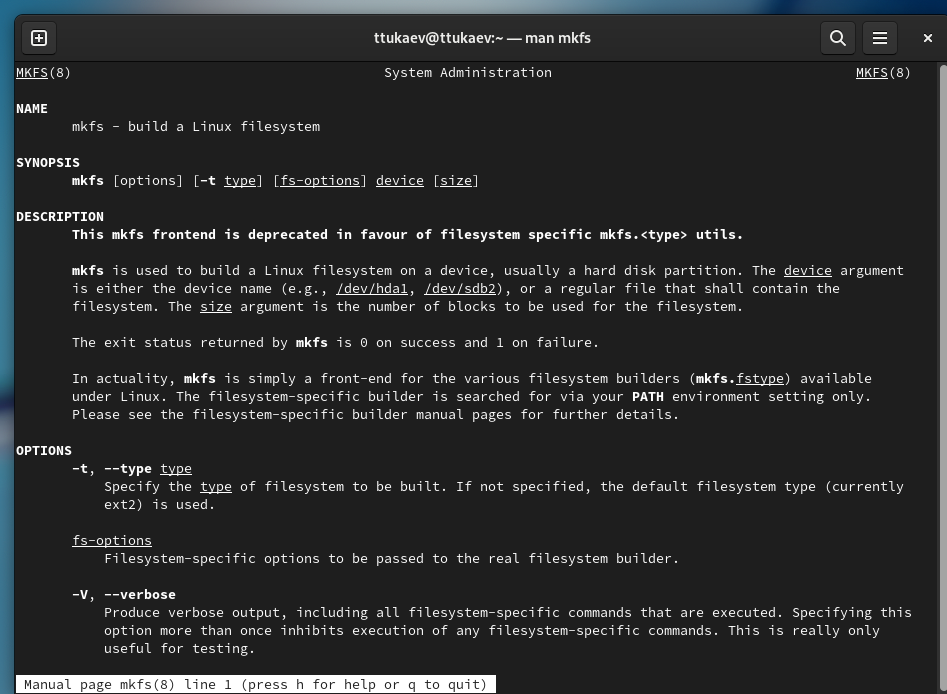 ttukaev@ttukaev:~ — man mkfs
MKFS(8) System Administration MKFS(8)
NAME
mkfs - build a Linux filesystem
SYNOPSIS
mkfs [options] [-t type] [fs-options] device [size]
DESCRIPTION
This mkfs frontend is deprecated in favour of filesystem specific mkfs.<type> utils.
mkfs is used to build a Linux filesystem on a device, usually a hard disk partition. The device argument
is either the device name (e.g., /dev/hda1, /dev/sdb2), or a regular file that shall contain the
filesystem. The size argument is the number of blocks to be used for the filesystem.
The exit status returned by mkfs is 0 on success and 1 on failure.
In actuality, mkfs is simply a front-end for the various filesystem builders (mkfs.fstype) available
under Linux. The filesystem-specific builder is searched for via your PATH environment setting only.
Please see the filesystem-specific builder manual pages for further details.
OPTIONS
-t, --type type
Specify the type of filesystem to be built. If not specified, the default filesystem type (currently
ext2) is used.
fs-options
Filesystem-specific options to be passed to the real filesystem builder.
-V, --verbose
Produce verbose output, including all filesystem-specific commands that are executed. Specifying this
option more than once inhibits execution of any filesystem-specific commands. This is really only
useful for testing.
Manual page mkfs(8) line 1 (press h for help or q to quit)